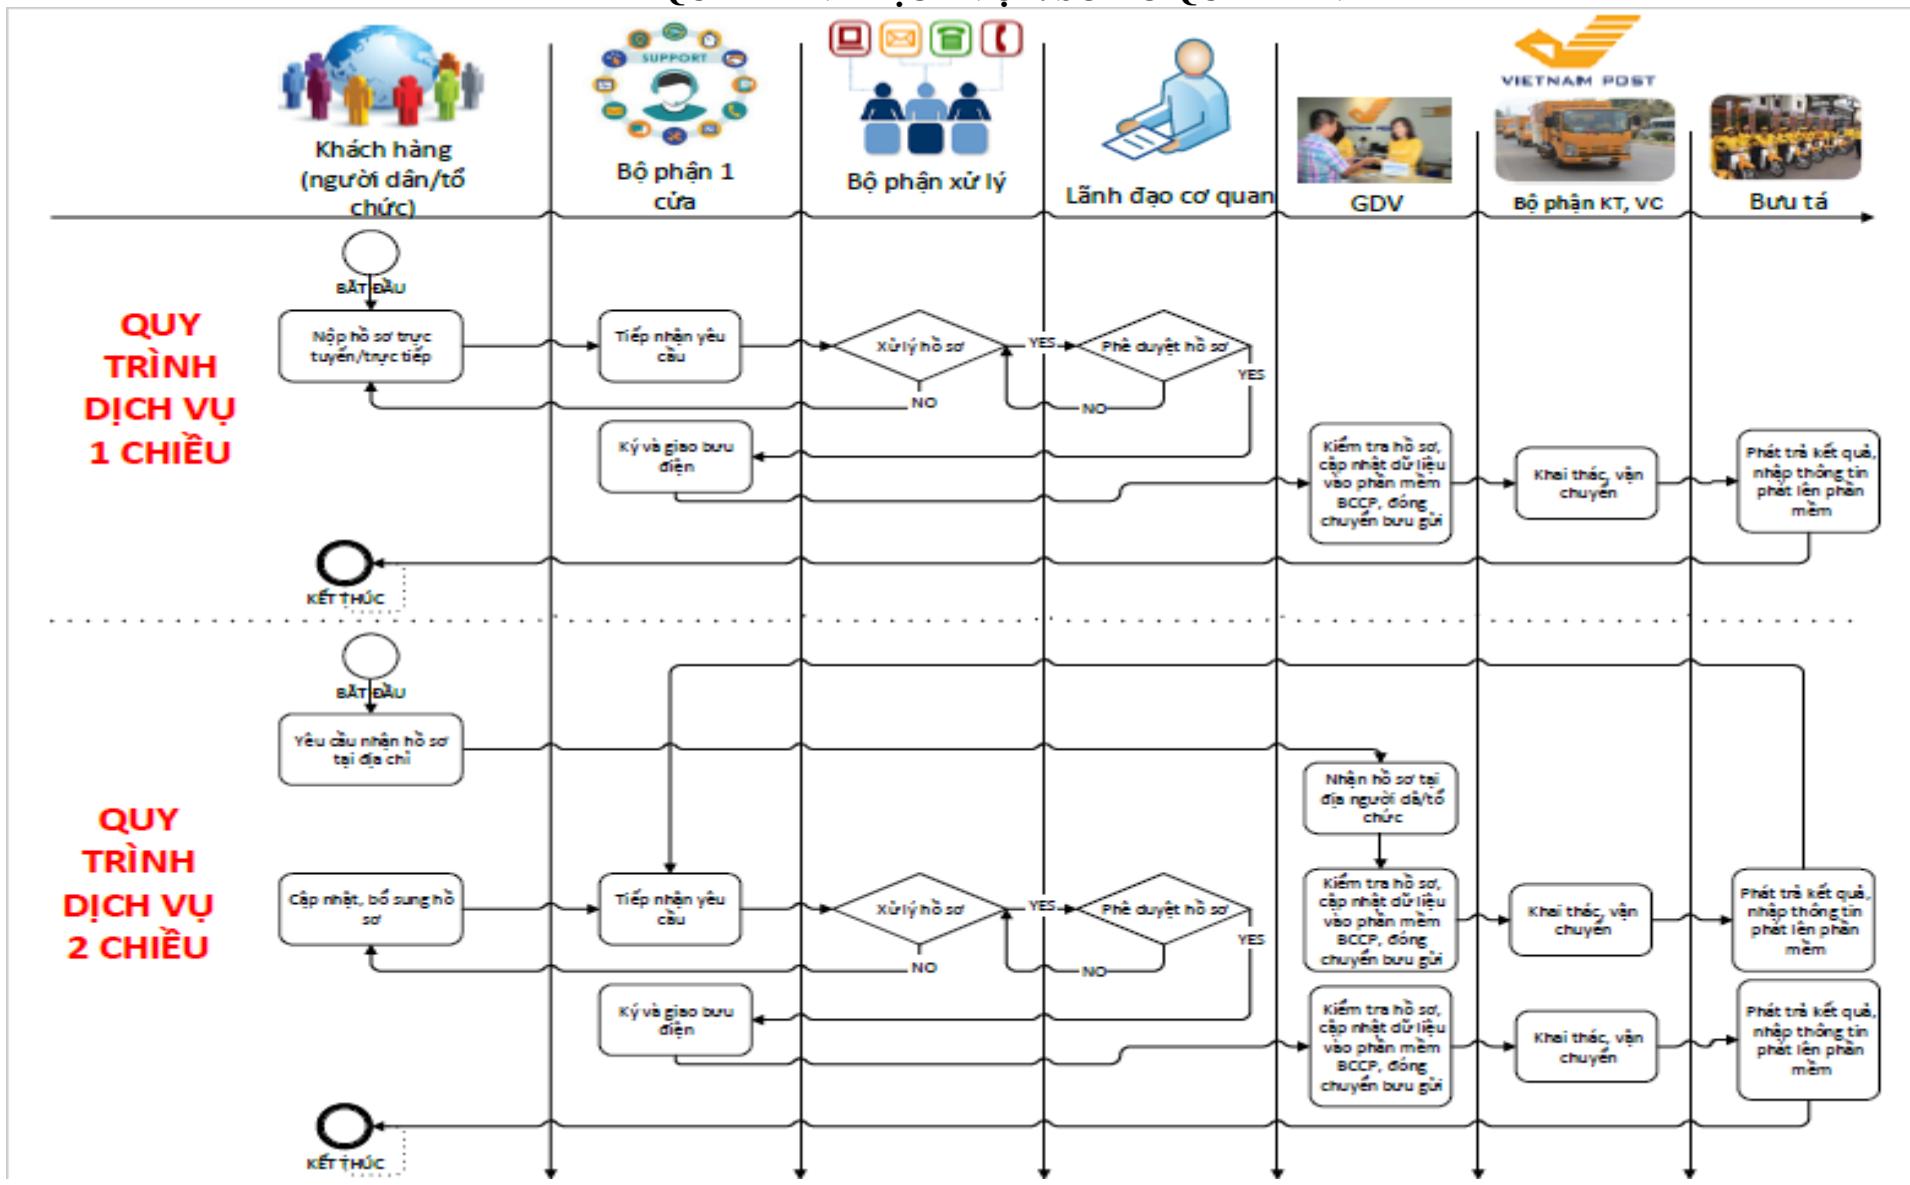 SUPPORT
VIETNAM POST
Khách hàng
(người dân/tổ
chức)
Bộ phận 1
cửa
Bộ phận xử lý
Lãnh đạo cơ quan
GDV
Bộ phận KT, VC
Bưu tá
QUY
TRÌNH
DỊCH VỤ
1 CHIỀU
BẮT ĐẦU
Nộp hồ sơ trực
tuyến/trực tiếp
Tiếp nhận yêu
cầu
Xử lý hồ sơ
YES
Phê duyệt hồ sơ
YES
NO
NO
Ký và giao bưu
điện
Kiểm tra hồ sơ,
cập nhật dữ liệu
vào phần mềm
BCCP, đóng
chuyển bưu gửi
Khai thác, vận
chuyển
Phát trả kết quả,
nhập thông tin
phát lên phần
mềm
KẾT THÚC
QUY
TRÌNH
DỊCH VỤ
2 CHIỀU
BẮT ĐẦU
Yêu cầu nhận hồ sơ
tại địa chỉ
Nhận hồ sơ tại
địa người dâ/tổ
chức
Cập nhật, bổ sung hồ
sơ
Tiếp nhận yêu
cầu
Xử lý hồ sơ
YES
Phê duyệt hồ sơ
YES
NO
NO
Kiểm tra hồ sơ,
cập nhật dữ liệu
vào phần mềm
BCCP, đóng
chuyển bưu gửi
Khai thác, vận
chuyển
Phát trả kết quả,
nhập thông tin
phát lên phần
mềm
Ký và giao bưu
điện
Kiểm tra hồ sơ,
cập nhật dữ liệu
vào phần mềm
BCCP, đóng
chuyển bưu gửi
Khai thác, vận
chuyển
Phát trả kết quả,
nhập thông tin
phát lên phần
mềm
KẾT THÚC